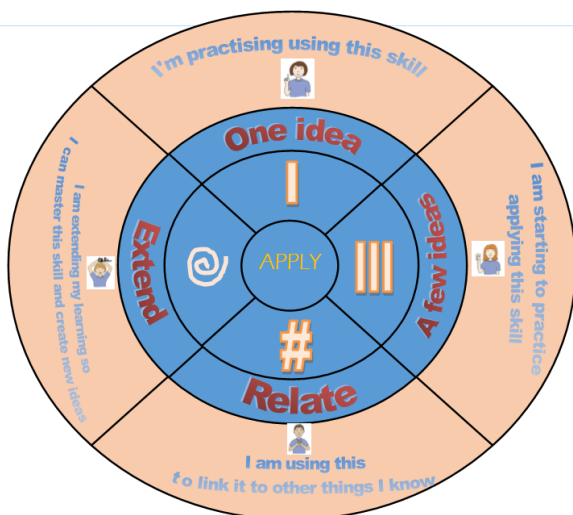 I'm practising using this skill
One idea
I
I am starting to practice
applying this skill
A few ideas
III
APPLY
#
Relate
I am using this
to link it to other things I know
Extend
I am extending my learning so
I can master this skill and create new ideas